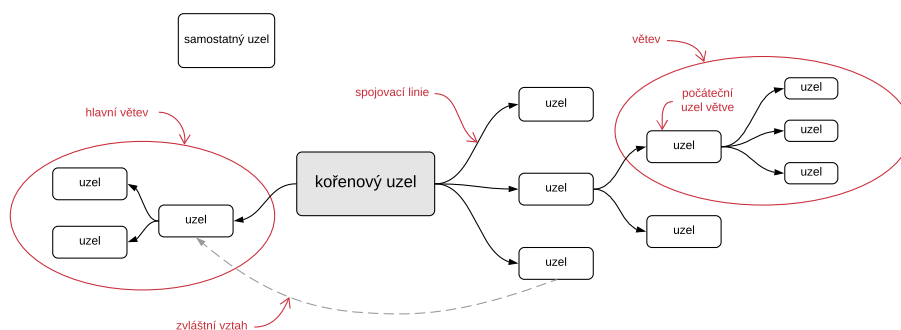 samostatný uzel
větev
spojovací linie
počáteční
uzel větve
hlavní větev
uzel
uzel
uzel
uzel
uzel
kořenový uzel
uzel
uzel
uzel
uzel
uzel
uzel
uzel
zvláštní vztah